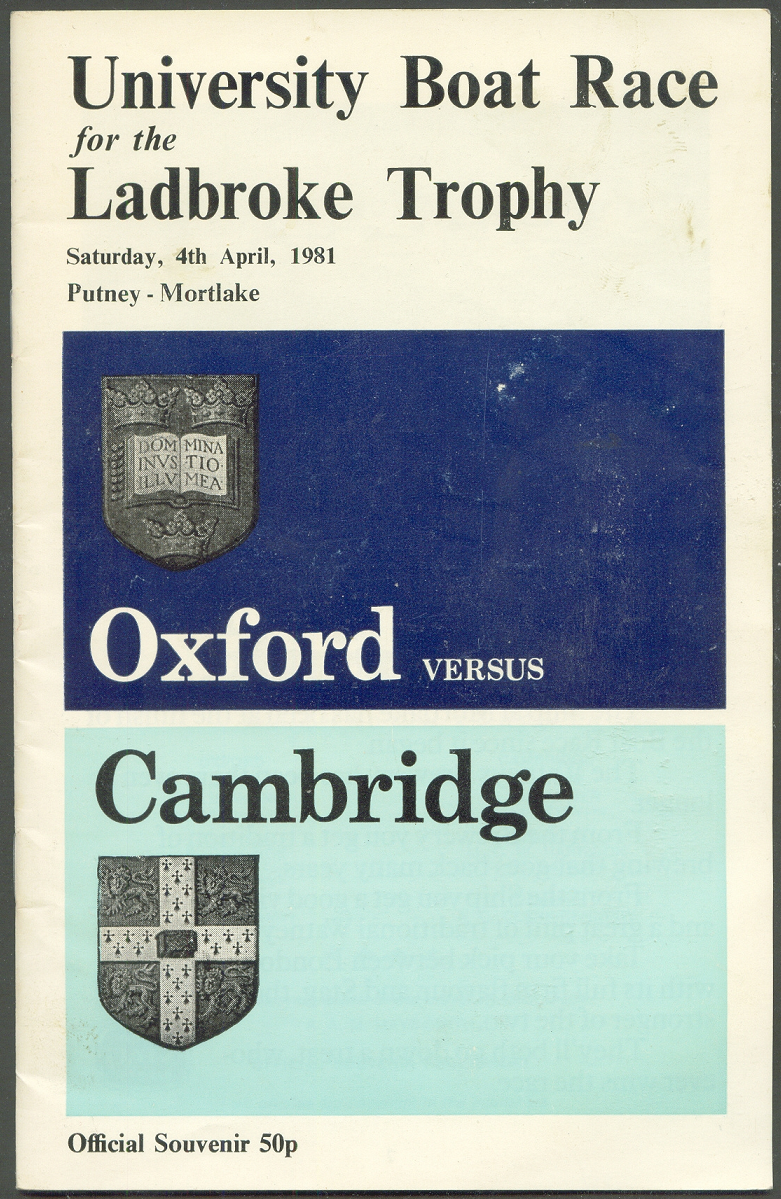 University Boat Race
for the
Ladbroke Trophy
Saturday, 4th April, 1981
Putney - Mortlake
DOM MINA
INVS TIO
ILLV MEA
Oxford VERSUS
Cambridge
Official Souvenir 50p